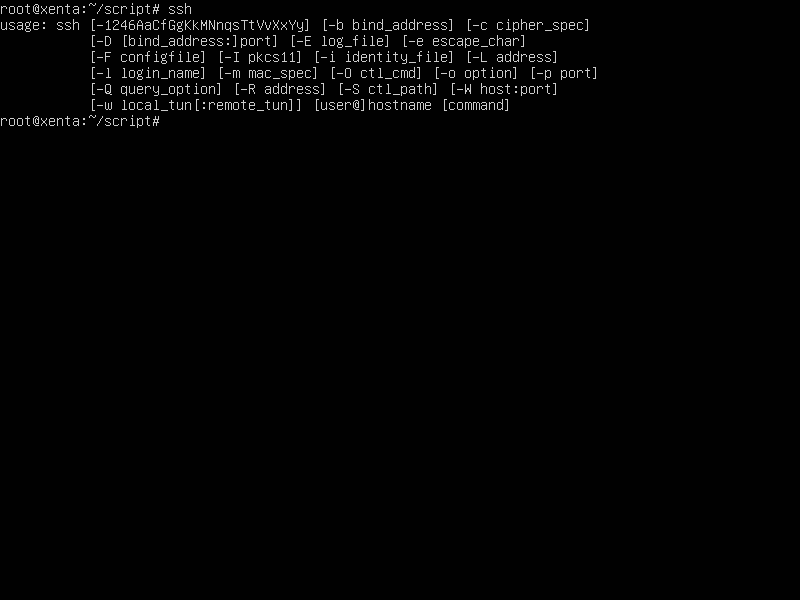 root@xenta:~/script# ssh
usage: ssh [-1246AaCfGgKkMNnqsTtVvXxYy] [-b bind_address] [-c cipher_spec]
           [-D [bind_address:]port] [-E log_file] [-e escape_char]
           [-F configfile] [-I pkcs11] [-i identity_file] [-L address]
           [-l login_name] [-m mac_spec] [-O ctl_cmd] [-o option] [-p port]
           [-Q query_option] [-R address] [-S ctl_path] [-W host:port]
           [-w local_tun[:remote_tun]] [user@]hostname [command]
root@xenta:~/script#